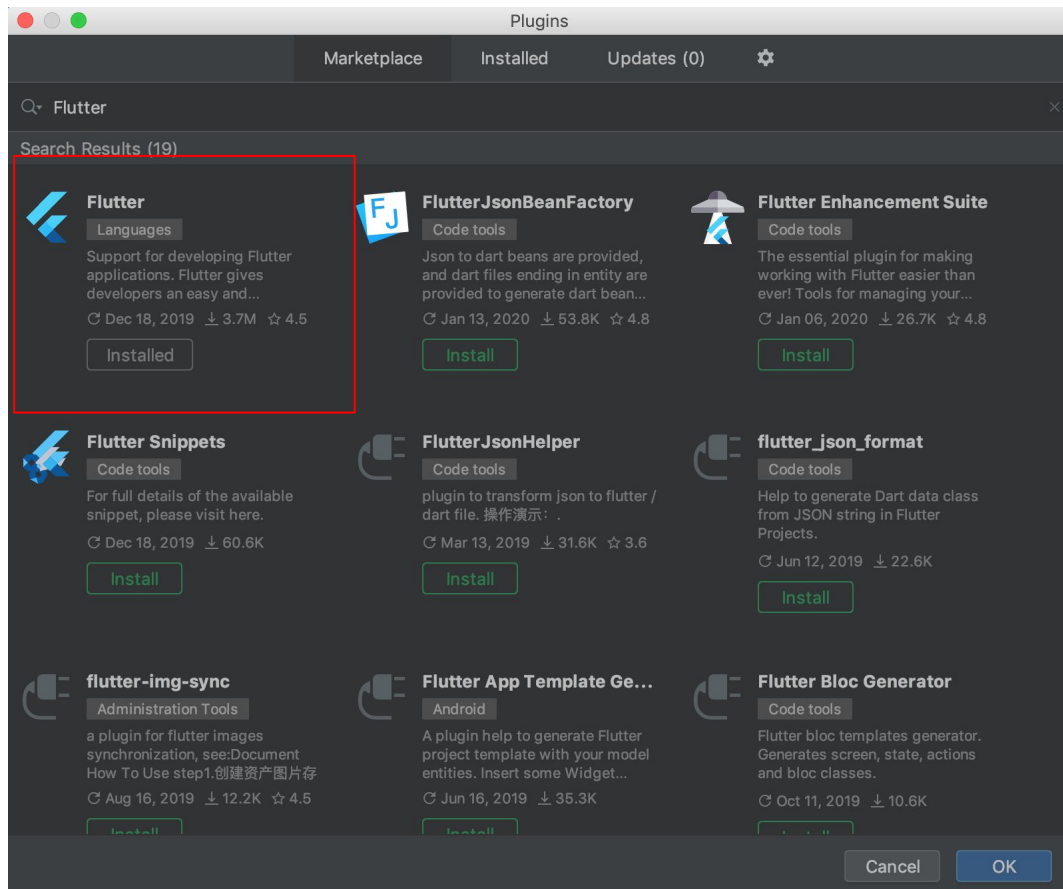 Plugins
Marketplace Installed Updates (0)
Flutter
Search Results (19)
Flutter
Languages
Support for developing Flutter
applications. Flutter gives
developers an easy and...
Dec 18, 2019 3.7M 4.5
Installed
FlutterJsonBeanFactory
Code tools
Json to dart beans are provided,
and dart files ending in entity are
provided to generate dart bean...
Jan 13, 2020 53.8K 4.8
Install
Flutter Enhancement Suite
Code tools
The essential plugin for making
working with Flutter easier than
ever! Tools for managing your...
Jan 06, 2020 26.7K 4.8
Install
Flutter Snippets
Code tools
For full details of the available
snippet, please visit here.
Dec 18, 2019 60.6K
Install
FlutterJsonHelper
Code tools
plugin to transform json to flutter /
dart file. 操作演示：.
Mar 13, 2019 31.6K 3.6
Install
flutter_json_format
Code tools
Help to generate Dart data class
from JSON string in Flutter
Projects.
Jun 12, 2019 22.6K
Install
flutter-img-sync
Administration Tools
a plugin for flutter images
synchronization, see:Document
How To Use step1.创建资产图片存
Aug 16, 2019 12.2K 4.5
Install
Flutter App Template Ge...
Android
A plugin help to generate Flutter
project template with your model
entities. Insert some Widget...
Jun 16, 2019 35.3K
Install
Flutter Bloc Generator
Code tools
Flutter bloc templates generator.
Generates screen, state, actions
and bloc classes.
Oct 11, 2019 10.6K
Cancel OK